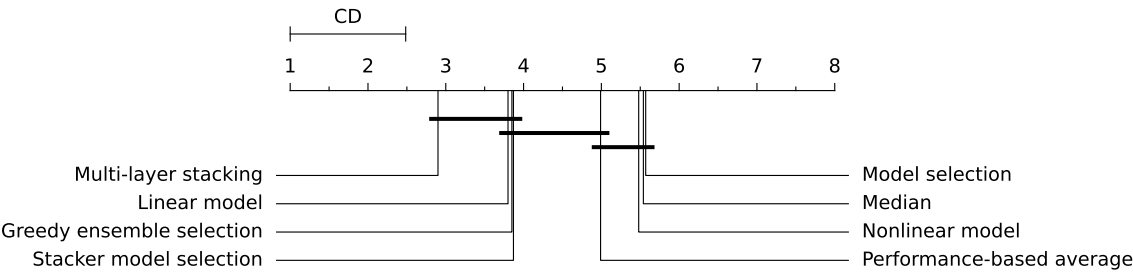 CD
1 2 3 4 5 6 7 8
Multi-layer stacking
Linear model
Greedy ensemble selection
Stacker model selection
Model selection
Median
Nonlinear model
Performance-based average